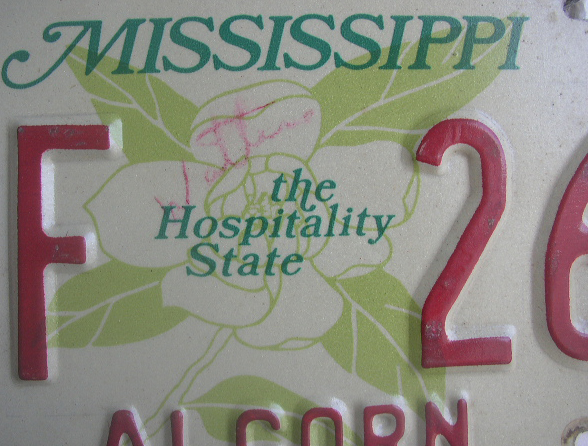 MISSISSIPPI
F 26
the
Hospitality
State
ALCORN